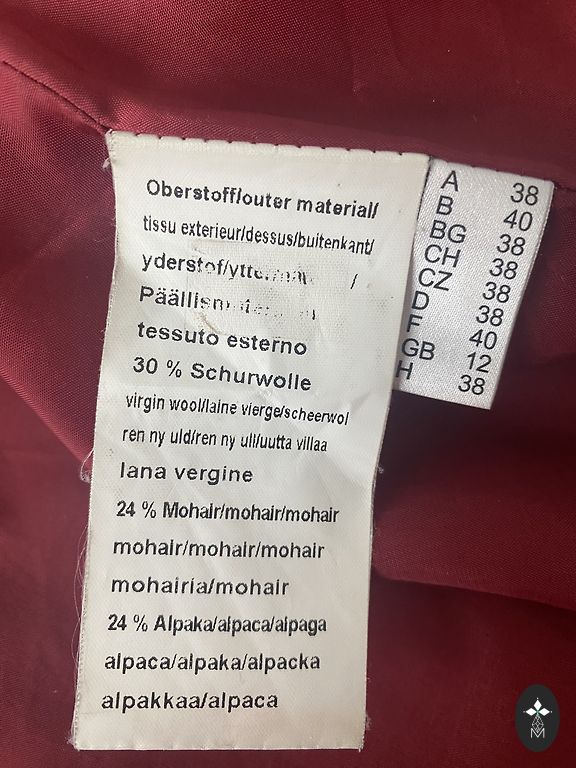 Oberstoff/outer material/
tissu exterieur/dessus/buitenkant/
/
tessuto esterno
30 % Schurwolle
virgin wool/laine vierge/scheerwol
ren ny uld/ren ny ull/uutta villaa
lana vergine
24 % Mohair/mohair/mohair
mohair/mohair/mohair
mohairia/mohair
24 % Alpaka/alpaca/alpaga
alpaca/alpaka/alpacka
alpakkaa/alpaca
A 38
B 40
BG 38
CH 38
CZ 38
D 38
F 40
GB 12
H 38
M